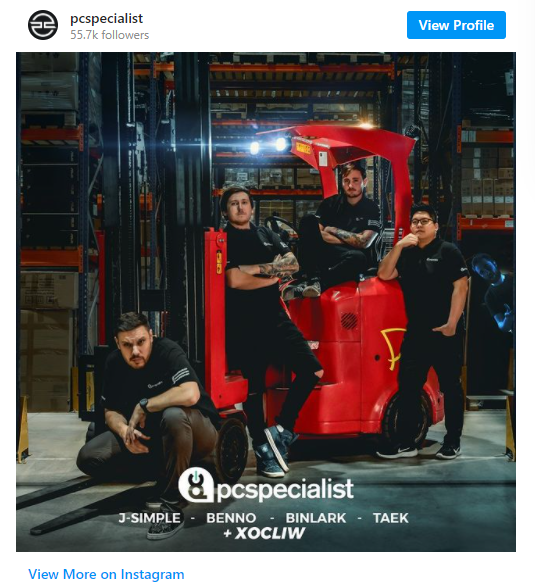 pcspecialist
55.7k followers
View Profile
pcspecialist
J-SIMPLE - BENNO - BINLARK - TAEK
+ XOCLIW
View More on Instagram